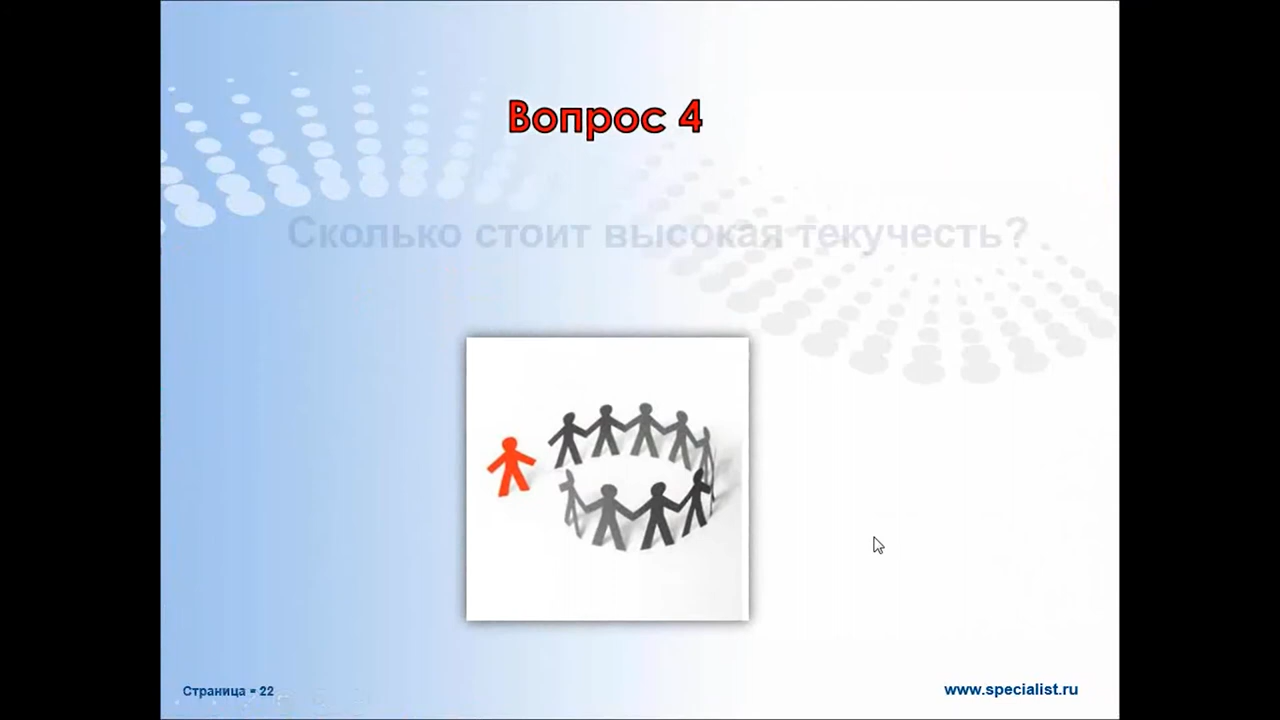 Вопрос 4
Сколько стоит высокая текучесть?
Страница = 22
www.specialist.ru